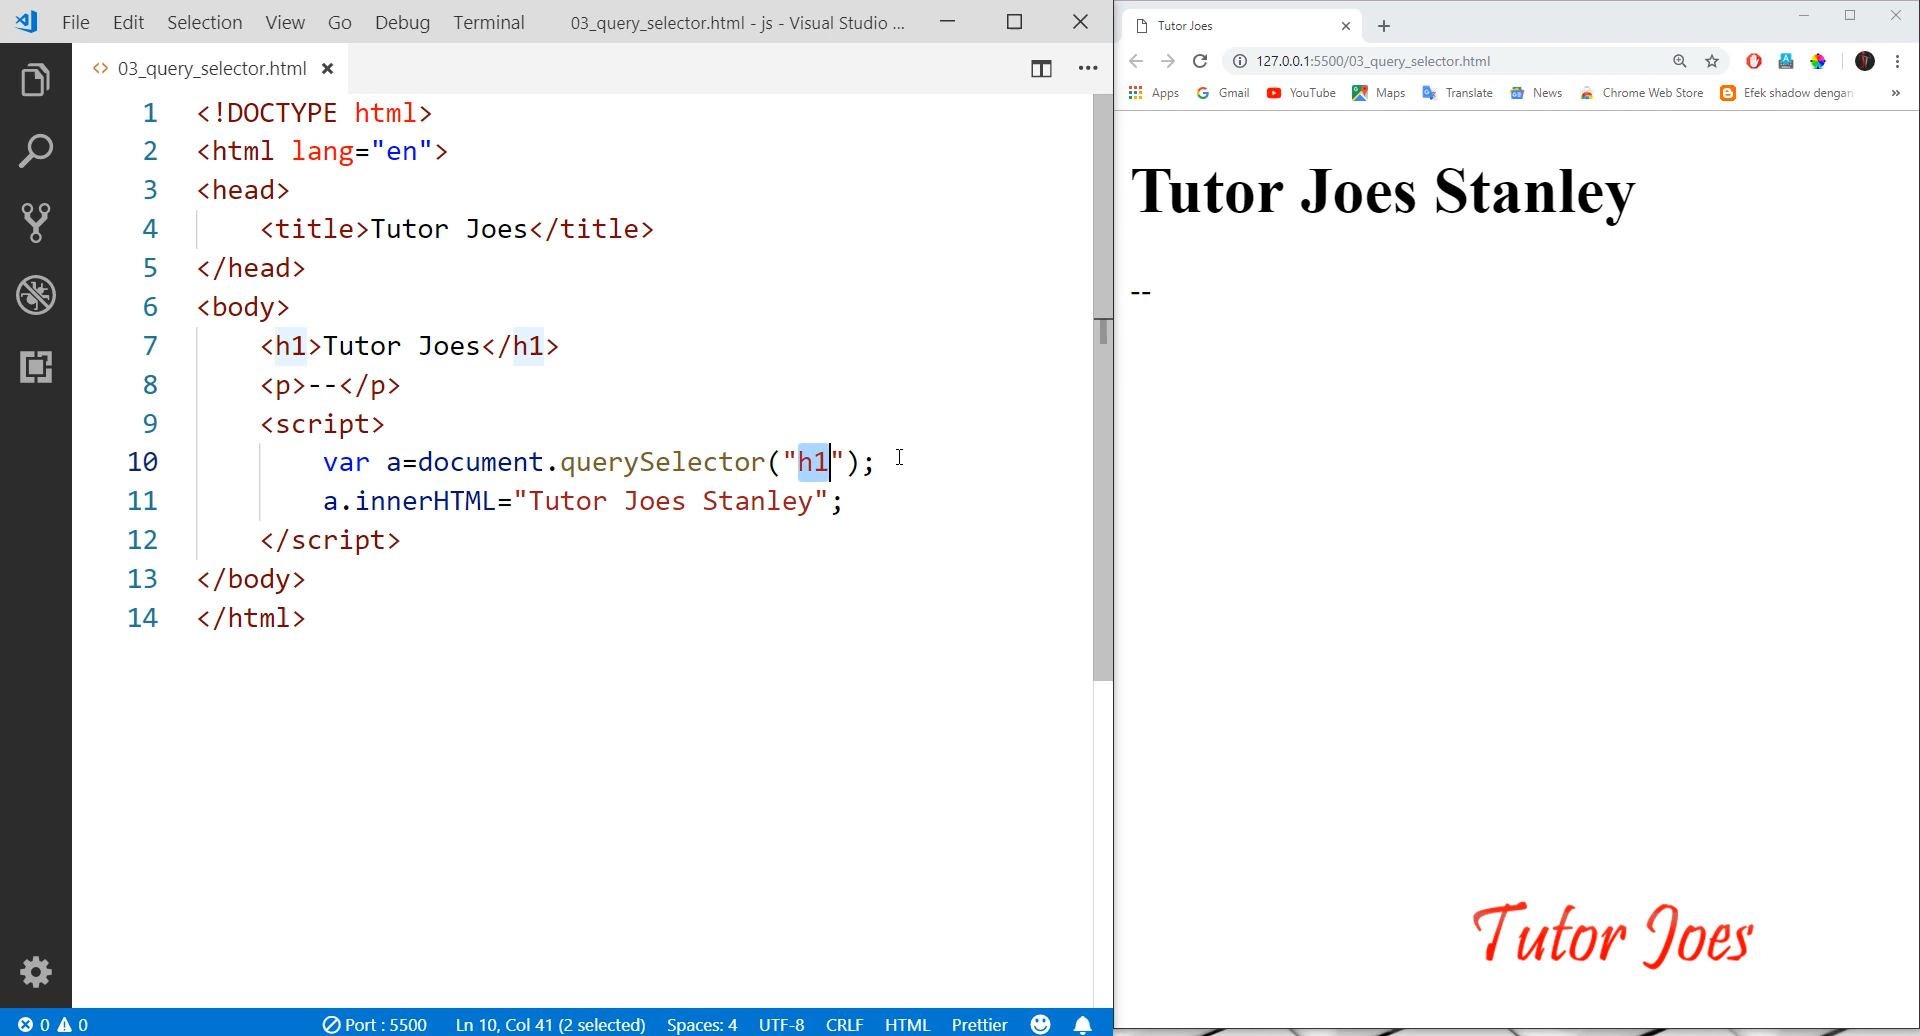 File Edit Selection View Go Debug Terminal 03_query_selector.html - js - Visual Studio ...
03_query_selector.html
1 <!DOCTYPE html>
2 <html lang="en">
3 <head>
4 <title>Tutor Joes</title>
5 </head>
6 <body>
7 <h1>Tutor Joes</h1>
8 <p>--</p>
9 <script>
10 var a=document.querySelector("h1");
11 a.innerHTML="Tutor Joes Stanley";
12 </script>
13 </body>
14 </html>
0 0 Port : 5500 Ln 10, Col 41 (2 selected) Spaces: 4 UTF-8 CRLF HTML Prettier
Tutor Joes
127.0.0.1:5500/03_query_selector.html
Apps Gmail YouTube Maps Translate News Chrome Web Store Efek shadow dengan
Tutor Joes Stanley
--
Tutor Joes